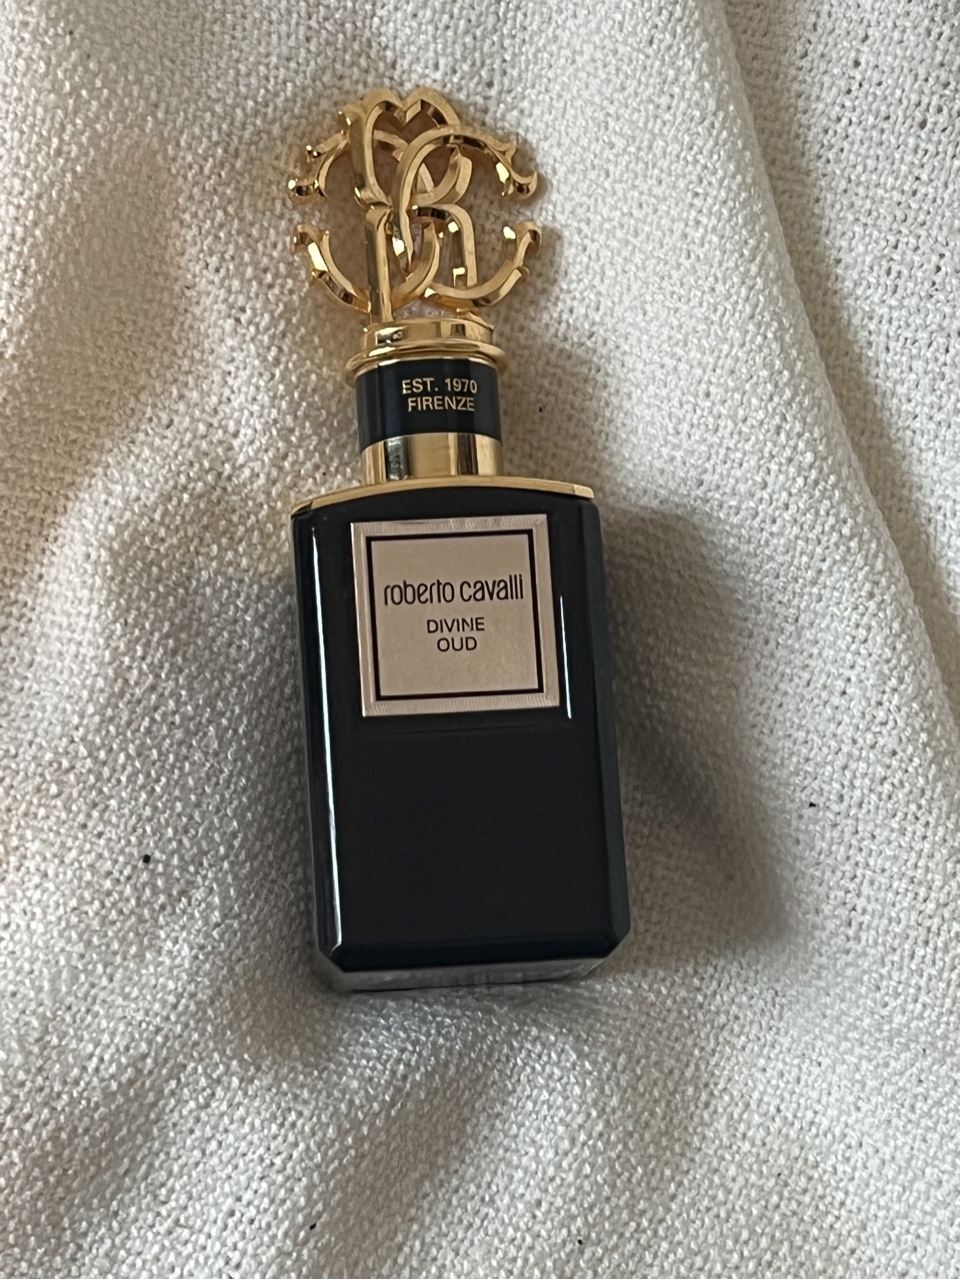 EST. 1970
FIRENZE
roberto cavalli
DIVINE
OUD